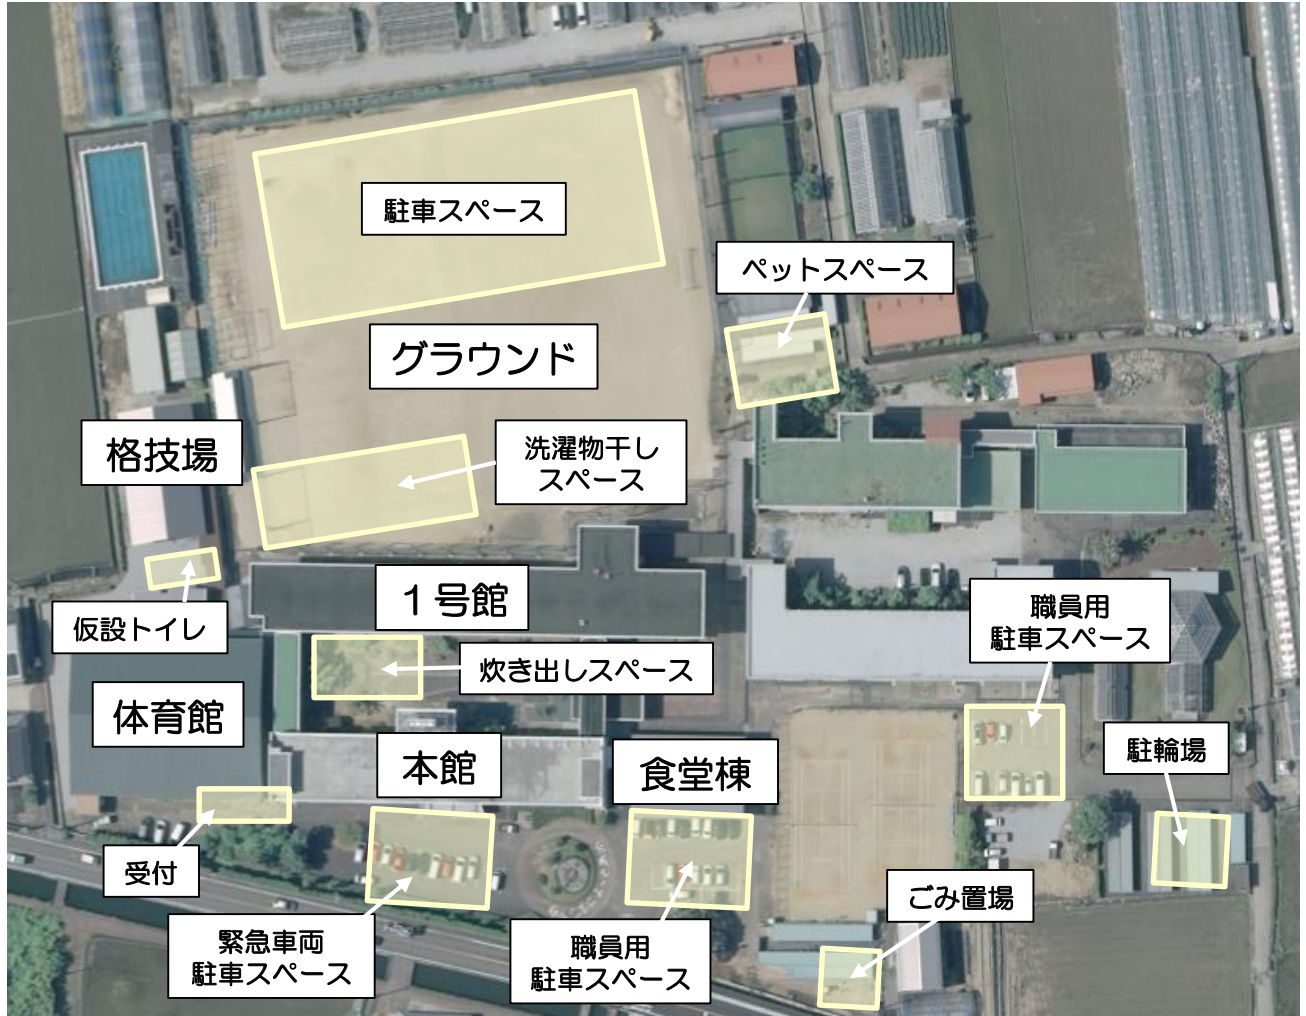 駐車スペース
ペットスペース
グラウンド
格技場
洗濯物干し
スペース
仮設トイレ
１号館
職員用
駐車スペース
炊き出しスペース
体育館
本館
食堂棟
駐輪場
受付
ごみ置場
緊急車両
駐車スペース
職員用
駐車スペース